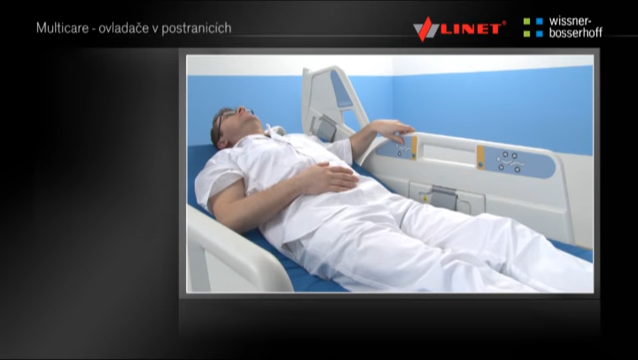 Multicare - ovladače v postranicích
LINET®
wissner-
bosserhoff